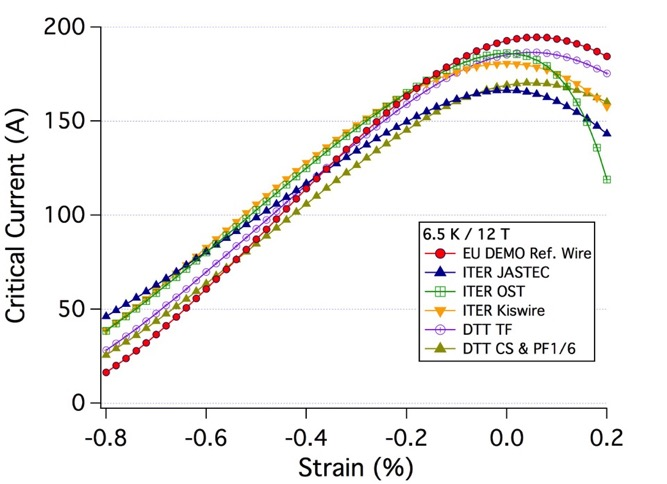 200
150
100
50
0
Critical Current (A)
6.5 K / 12 T
EU DEMO Ref. Wire
ITER JASTEC
ITER OST
ITER Kiswire
DTT TF
DTT CS & PF1/6
-0.8 -0.6 -0.4 -0.2 0.0 0.2
Strain (%)